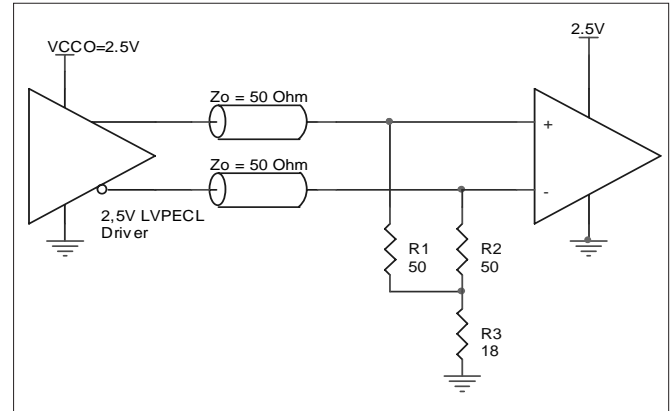 VCCO=2.5V
2.5V
Zo = 50 Ohm
+
Zo = 50 Ohm
-
2,5V LVPECL
Driver
R1
50
R2
50
R3
18